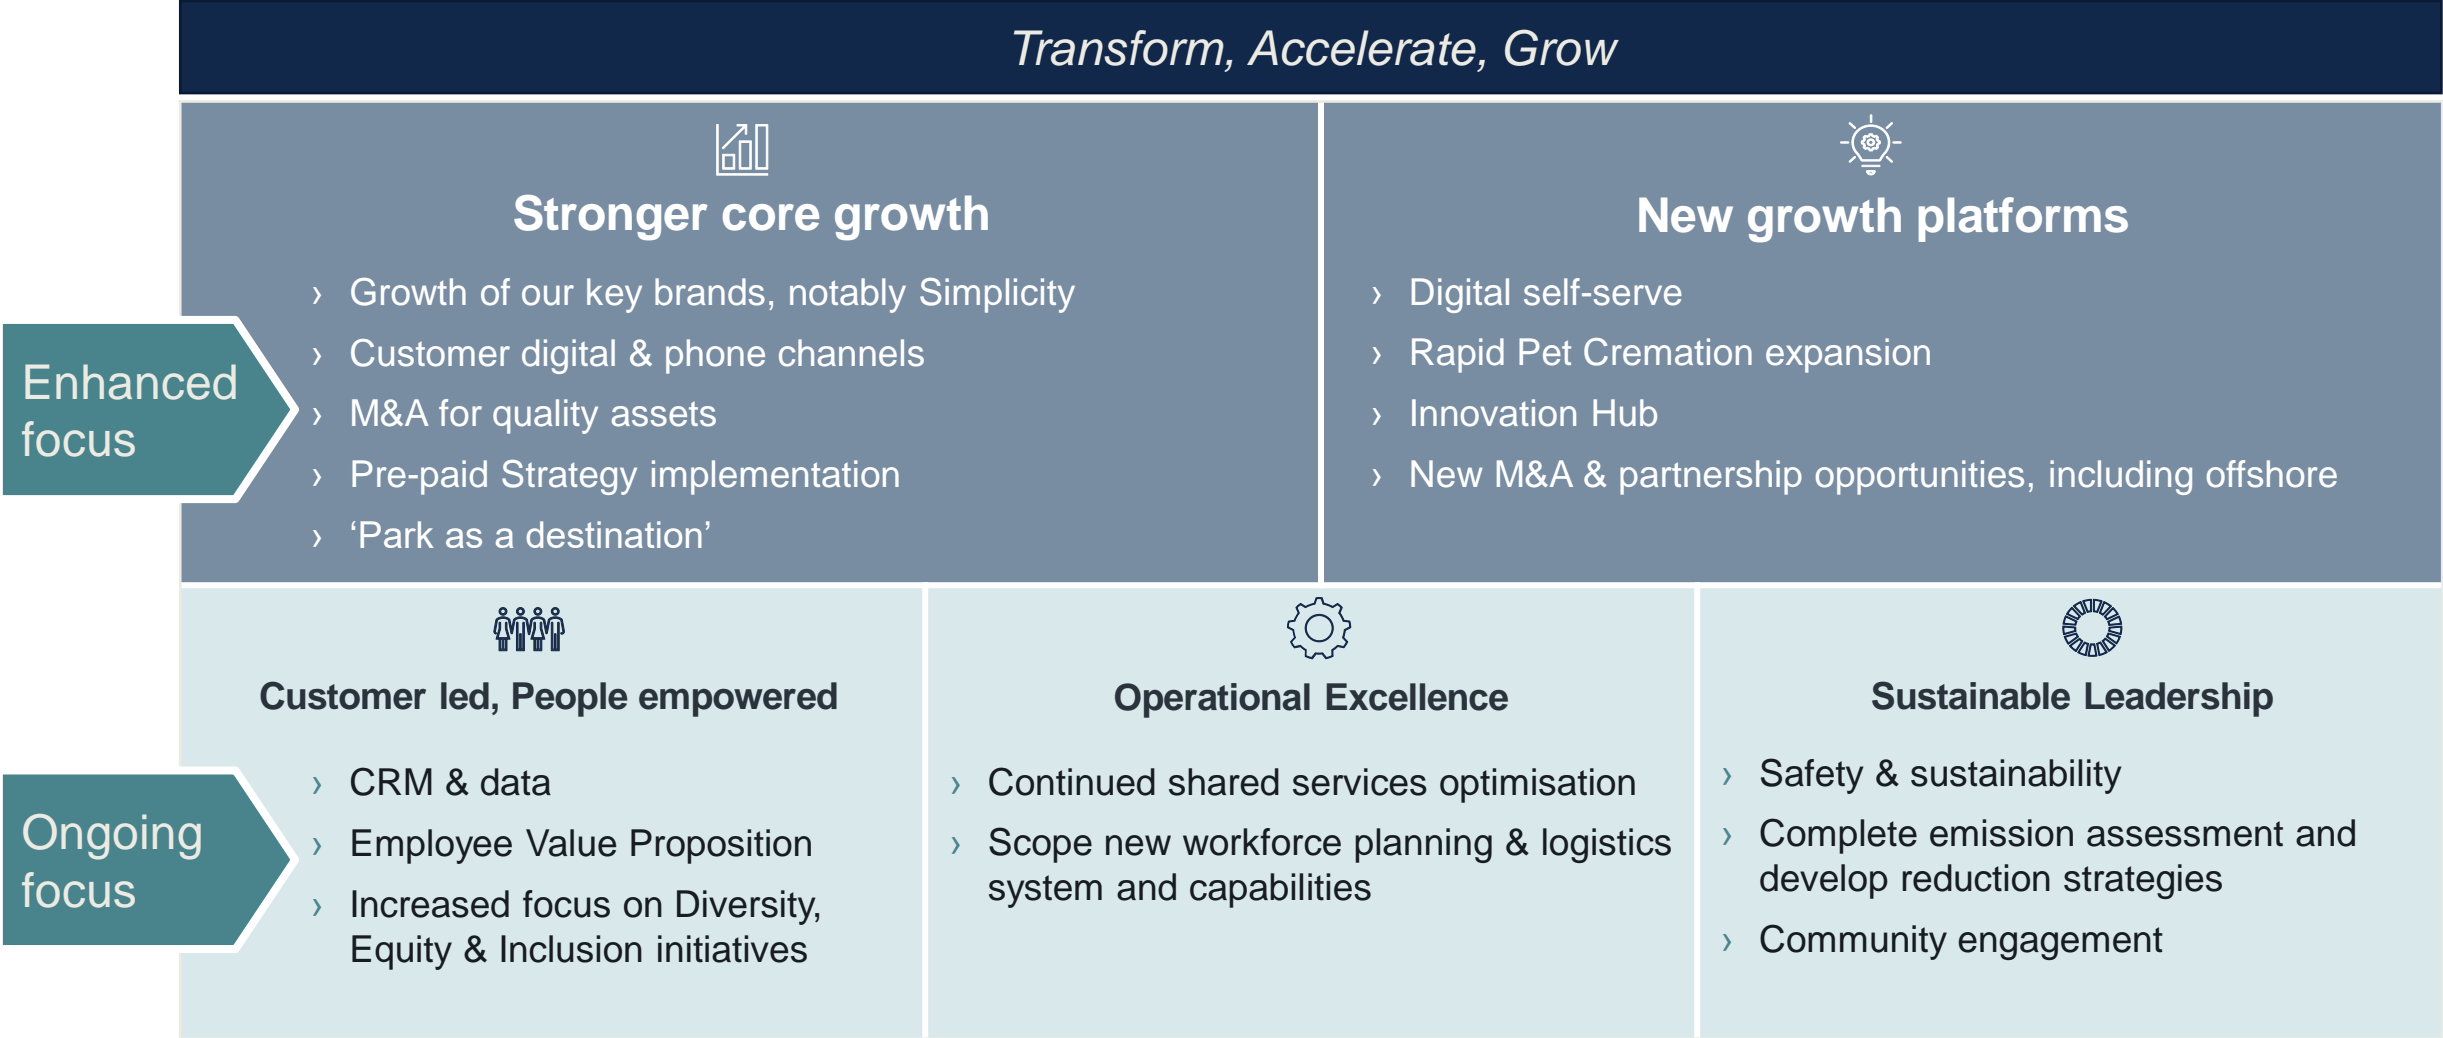 Transform, Accelerate, Grow
Enhanced
focus
Stronger core growth
› Growth of our key brands, notably Simplicity
› Customer digital & phone channels
› M&A for quality assets
› Pre-paid Strategy implementation
› ‘Park as a destination’
New growth platforms
› Digital self-serve
› Rapid Pet Cremation expansion
› Innovation Hub
› New M&A & partnership opportunities, including offshore
Ongoing
focus
Customer led, People empowered
› CRM & data
› Employee Value Proposition
› Increased focus on Diversity,
Equity & Inclusion initiatives
Operational Excellence
› Continued shared services optimisation
› Scope new workforce planning & logistics
system and capabilities
Sustainable Leadership
› Safety & sustainability
› Complete emission assessment and
develop reduction strategies
› Community engagement